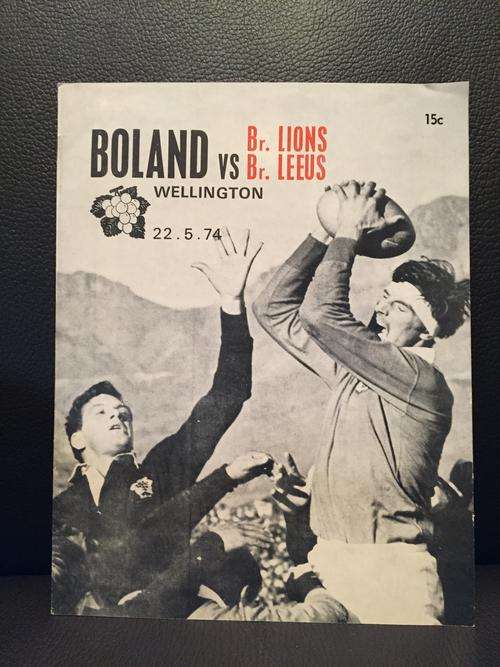 15c
BOLAND vs Br. LIONS
Br. LEEUS
WELLINGTON
22.5.74